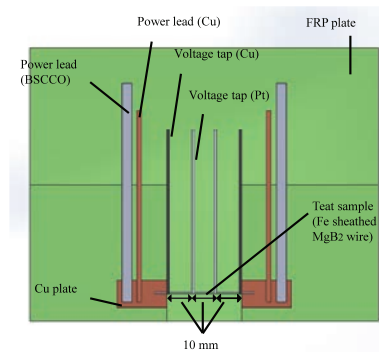 Power lead (Cu)
FRP plate
Voltage tap (Cu)
Power lead
(BSCCO)
Voltage tap (Pt)
Teat sample
(Fe sheathed
MgB2 wire)
Cu plate
10 mm